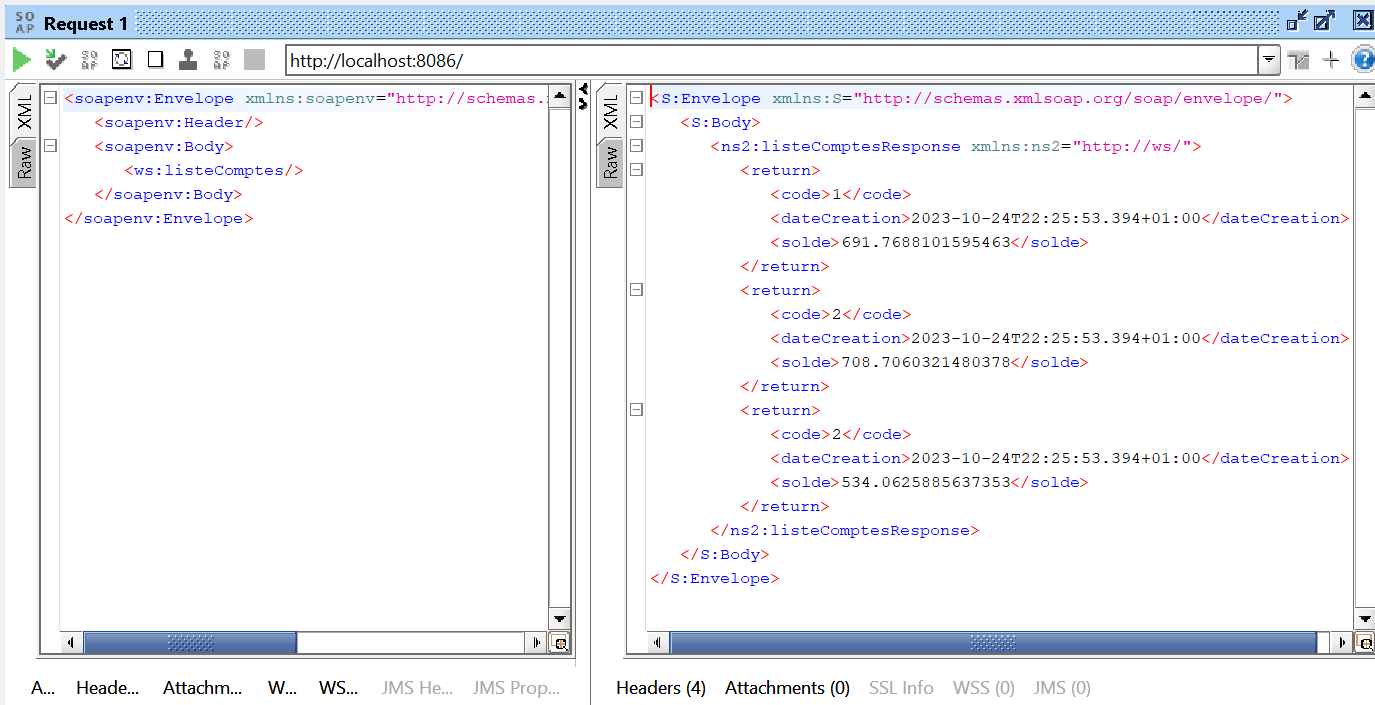 SO AP Request 1
http://localhost:8086/
XML
Raw
<soapenv:Envelope xmlns:soapenv="http://schemas.
<soapenv:Header/>
<soapenv:Body>
<ws:listeComptes/>
</soapenv:Body>
</soapenv:Envelope>
A... Heade... Attachm... W... WS... JMS He... JMS Prop...
XML
Raw
<S:Envelope xmlns:S="http://schemas.xmlsoap.org/soap/envelope/">
<S:Body>
<ns2:listeComptesResponse xmlns:ns2="http://ws/">
<return>
<code>1</code>
<dateCreation>2023-10-24T22:25:53.394+01:00</dateCreation>
<solde>691.7688101595463</solde>
</return>
<return>
<code>2</code>
<dateCreation>2023-10-24T22:25:53.394+01:00</dateCreation>
<solde>708.7060321480378</solde>
</return>
<return>
<code>2</code>
<dateCreation>2023-10-24T22:25:53.394+01:00</dateCreation>
<solde>534.0625885637353</solde>
</return>
</ns2:listeComptesResponse>
</S:Body>
</S:Envelope>
Headers (4) Attachments (0) SSL Info WSS (0) JMS (0)